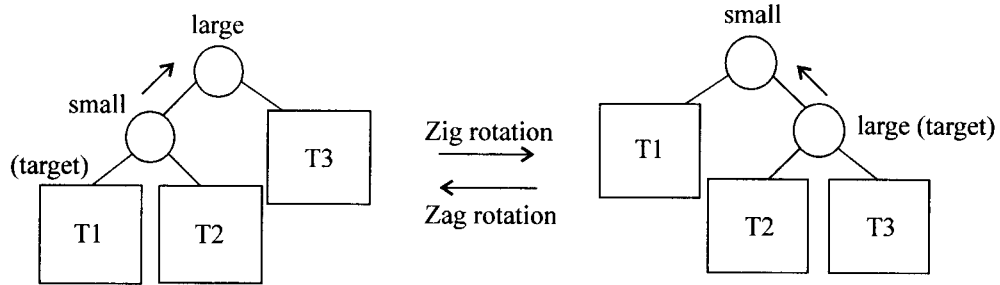 large
small
(target)
T1
T2
T3
Zig rotation
Zag rotation
small
large (target)
T1
T2
T3